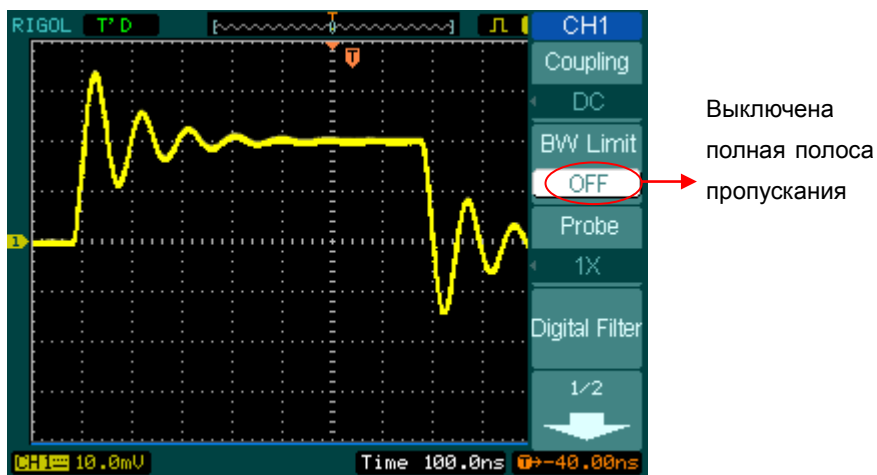 RIGOL T'D CH1
Coupling
DC
BW Limit
OFF
Probe
1X
Digital Filter
1/2
T
T
1
CH1 10.0mV Time 100.0ns T→-40.00ns
Выключена
полная полоса
пропускания